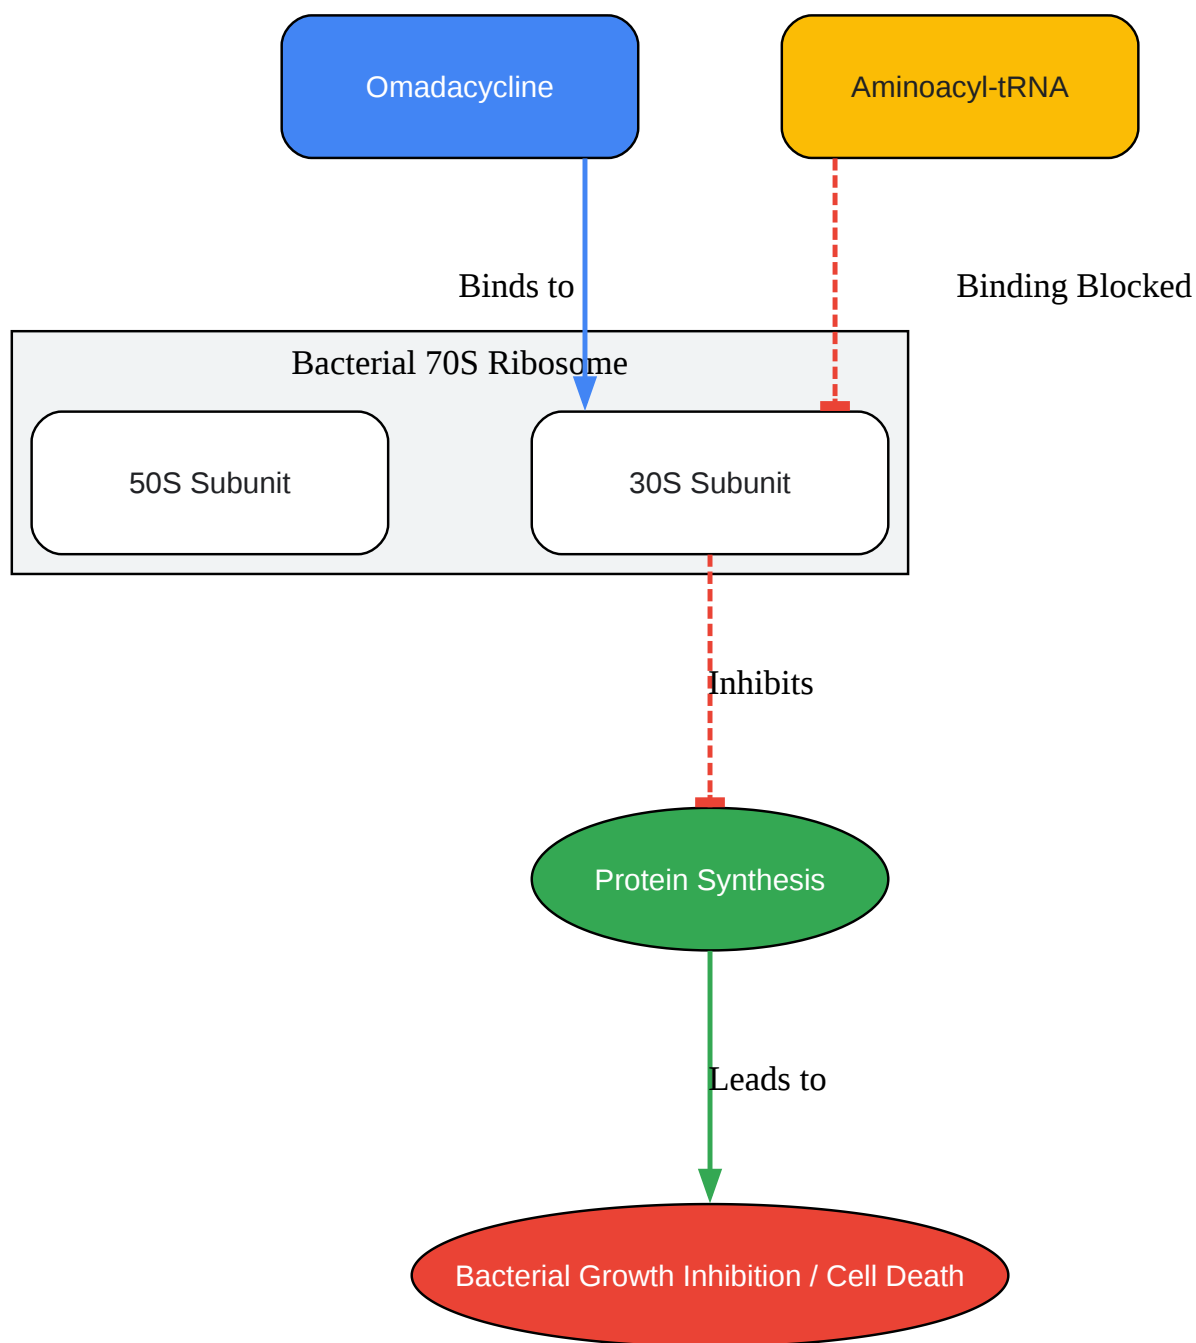 Omadacycline
Aminoacyl-tRNA
Binds to
Binding Blocked
Bacterial 70S Ribosome
50S Subunit
30S Subunit
Inhibits
Protein Synthesis
Leads to
Bacterial Growth Inhibition / Cell Death